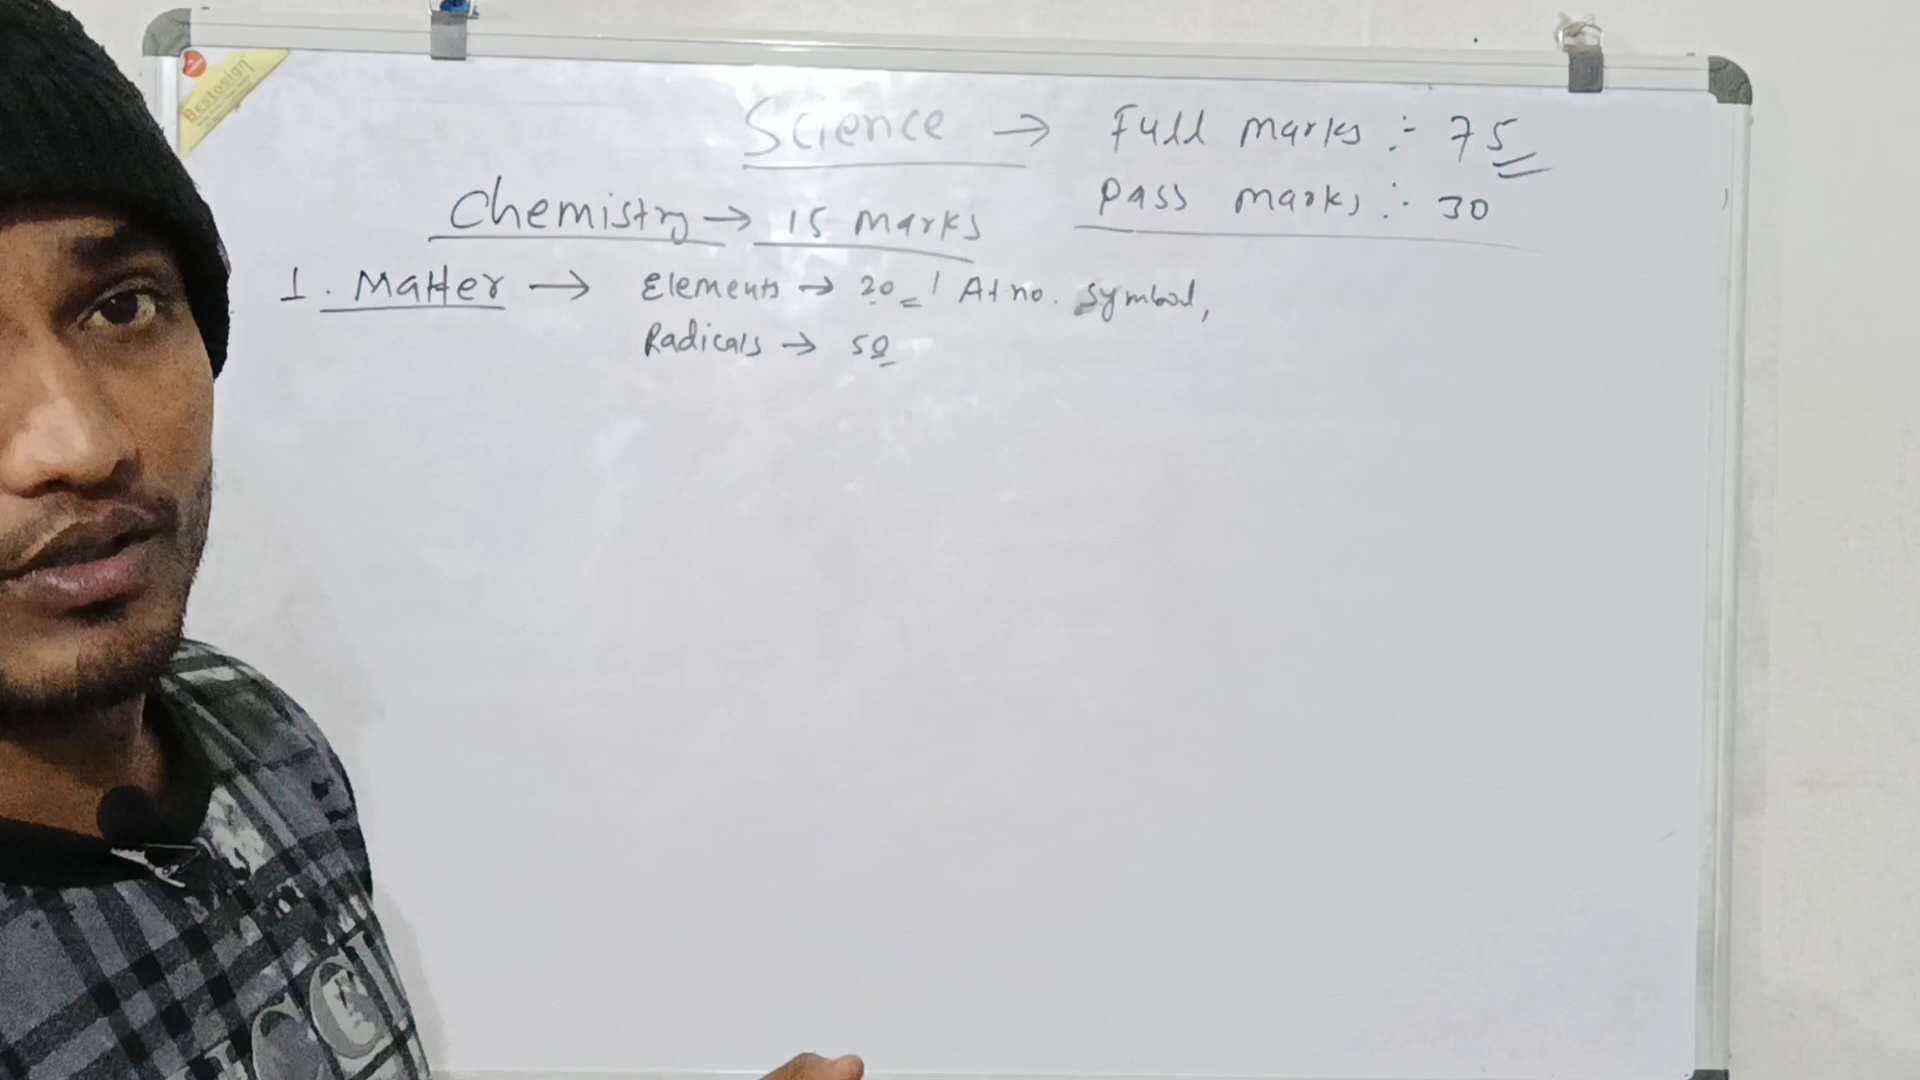 Bestosign
Science → Full marks :- 75
Pass marks :- 30
Chemistry → 15 marks
1. Matter → Elements → 20, At no. symbol,
Radicals → 50